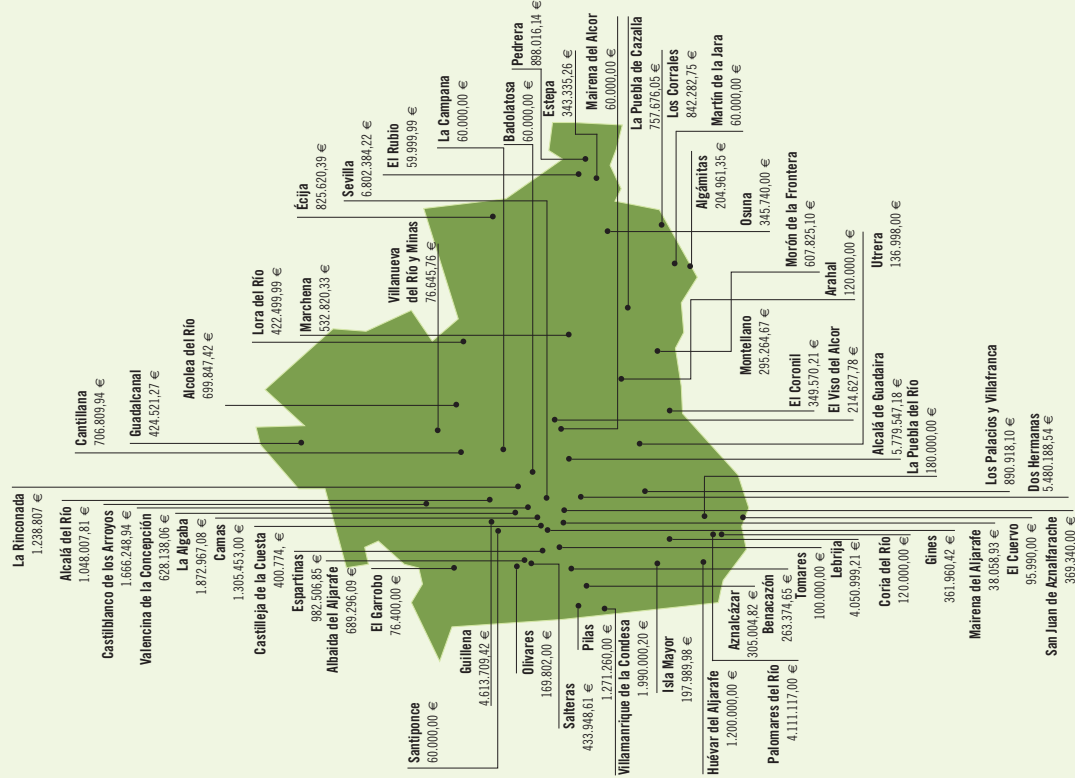 La Rinconada
1.238.807 €
Alcalá del Río
1.048.007,81 €
Castilblanco de los Arroyos
1.666.248,94 €
Valencina de la Concepción
628.138,06 €
La Algaba
1.872.967,08 €
Camas
1.305.453,00 €
Castilleja de la Cuesta
400.774, €
Espartinas
982.506,85 €
Albaida del Aljarafe
689.296,09 €
El Garrobo
76.400,00 €
Cantillana
706.809,94 €
Guadalcanal
424.521,27 €
Alcolea del Río
699.847,42 €
Lora del Río
422.499,99 €
Marchena
532.820,33 €
Villanueva
del Río y Minas
76.645,76 €
Écija
825.620,39 €
Sevilla
6.802.384,22 €
El Rubio
59.999,99 €
La Campana
60.000,00 €
Badolatosa
60.000,00 €
Pedrera
898.016,14 €
Estepa
343.335,26 €
Mairena del Alcor
60.000,00 €
La Puebla de Cazalla
757.676,05 €
Los Corrales
842.282,75 €
Martín de la Jara
60.000,00 €
Algámitas
204.961,35 €
Osuna
345.740,00 €
Morón de la Frontera
607.825,10 €
Arahal
120.000,00 €
Utrera
136.998,00 €
Montellano
295.264,67 €
El Coronil
349.570,21 €
El Viso del Alcor
214.627,78 €
Alcalá de Guadaira
5.779.547,18 €
La Puebla del Río
180.000,00 €
Los Palacios y Villafranca
890.918,10 €
Dos Hermanas
5.480.188,54 €
Santiponce
60.000,00 €
Guillena
4.613.709,42 €
Olivares
169.802,00 €
Salteras
433.948,61 €
Pilas
1.271.260,00 €
Villamanrique de la Condesa
1.990.000,20 €
Isla Mayor
197.989,98 €
Huévar del Aljarafe
1.200.000,00 €
Palomares del Río
4.111.117,00 €
Aznalcázar
305.004,82 €
Benacazón
263.374,65 €
Tomares
100.000,00 €
Lebrija
4.050.999,21 €
Coria del Río
120.000,00 €
Gines
361.960,42 €
Mairena del Aljarafe
38.058,93 €
El Cuervo
95.990,00 €
San Juan de Aznalfarache
369.340,00 €